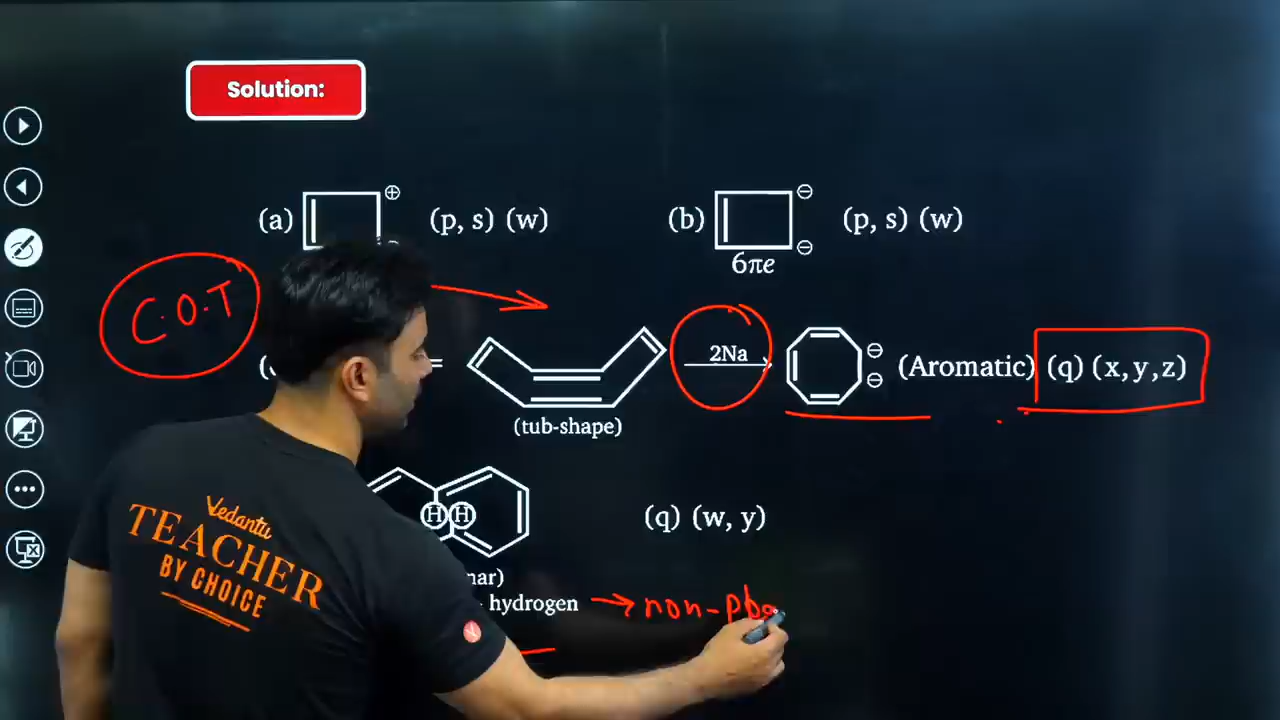 Solution:
(a) ⊕ (p, s) (w)
(b) ⊖ ⊖ (p, s) (w)
6πe
C.O.T
= 2Na ⊖ ⊖ (Aromatic) (q) (x, y, z)
(tub-shape)
H H (q) (w, y)
hydrogen → non-
Vedantu
TEACHER
BY CHOICE